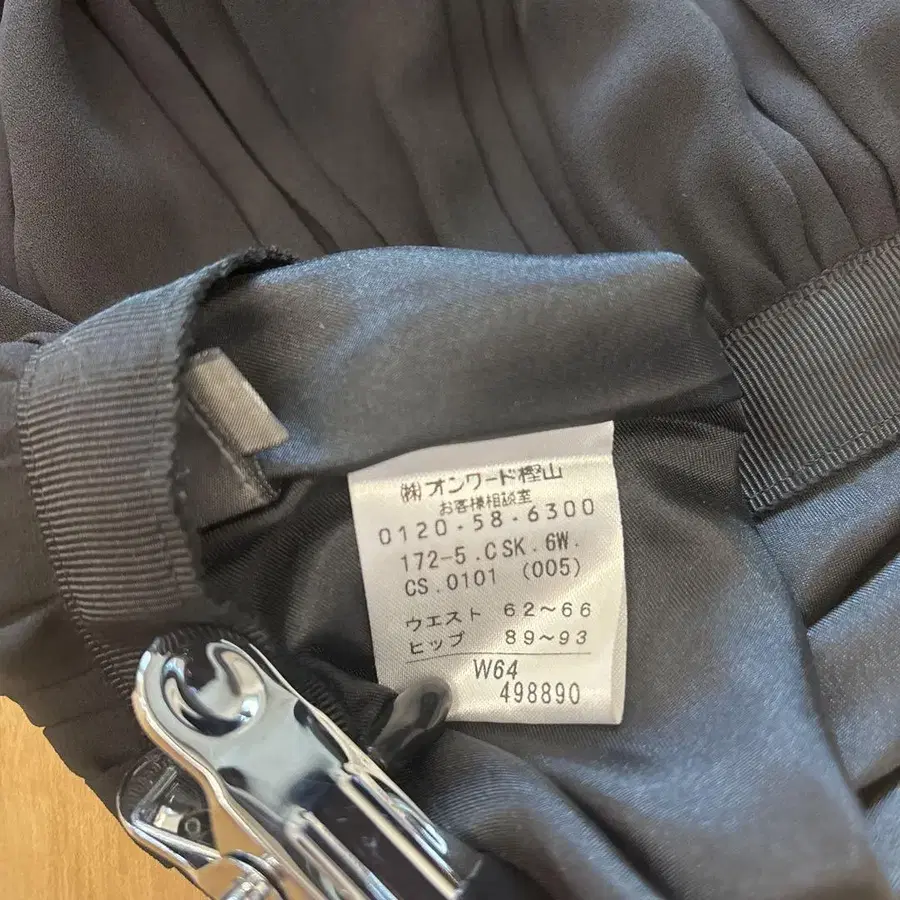 ㈱オンワード樫山
お客様相談室
0120-58-6300
172-5.CSK.6W.
CS.0101 (005)
ウエスト 62~66
ヒップ 89~93
W64
498890